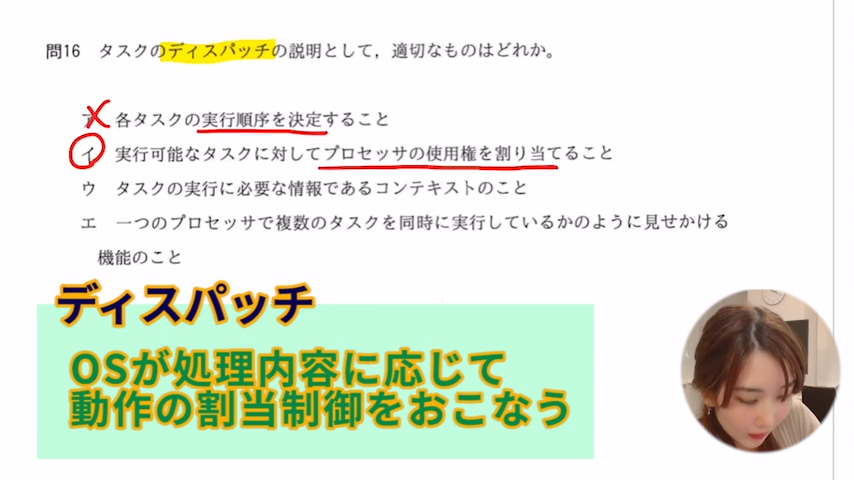 問16　タスクのディスパッチの説明として，適切なものはどれか。
ア　各タスクの実行順序を決定すること
イ　実行可能なタスクに対してプロセッサの使用権を割り当てること
ウ　タスクの実行に必要な情報であるコンテキストのこと
エ　一つのプロセッサで複数のタスクを同時に実行しているかのように見せかける
機能のこと
ディスパッチ
OSが処理内容に応じて
動作の割当制御をおこなう